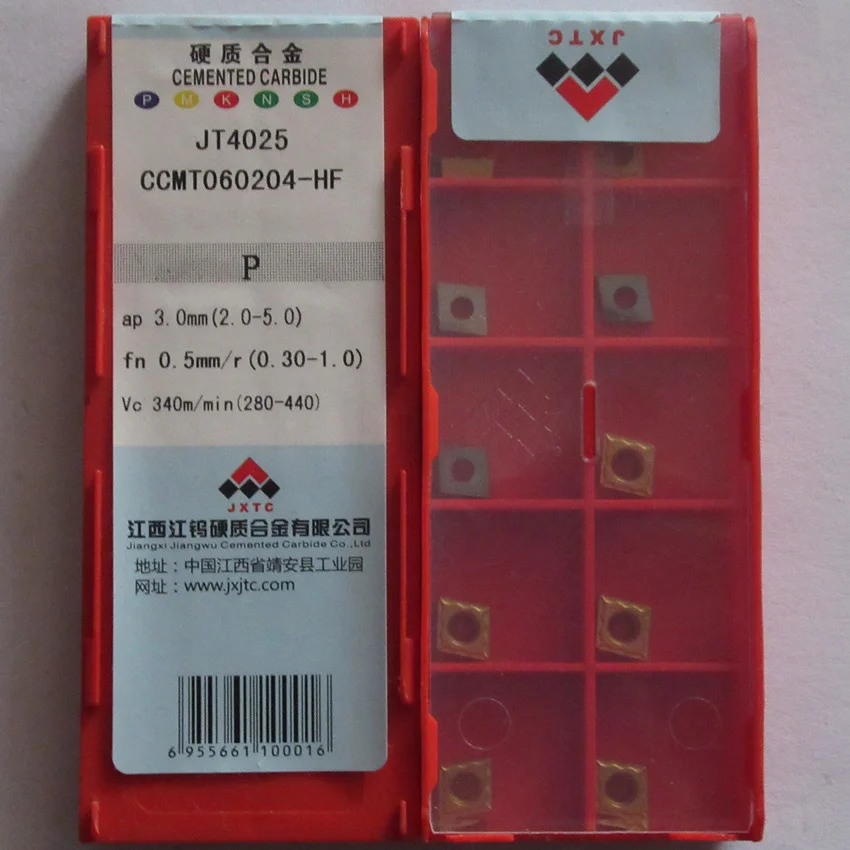 硬质合金
CEMENTED CARBIDE
P M K N S H
JT4025
CCMT060204-HF
P
ap 3.0mm(2.0-5.0)
fn 0.5mm/r(0.30-1.0)
Vc 340m/min(280-440)
JXTC
江西江钨硬质合金有限公司
Jiangxi Jiangwu Cemented Carbide Co.,Ltd
地址：中国江西省靖安县工业园
网址：www.jxjtc.com
6 955661 100016
JXTC